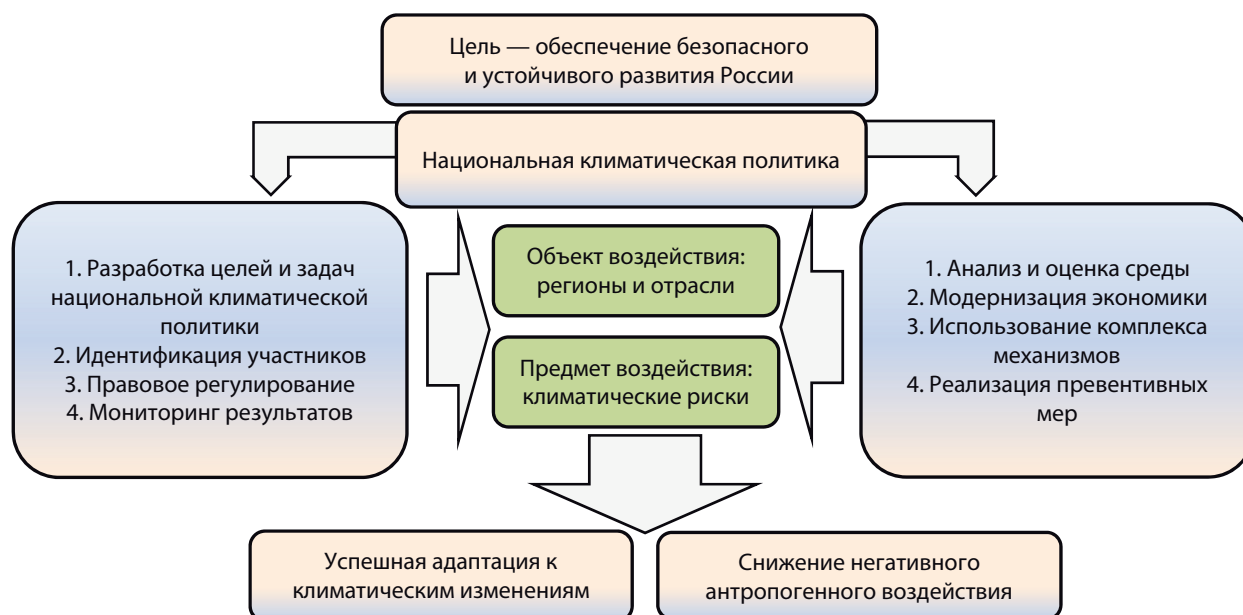 Цель — обеспечение безопасного
и устойчивого развития России
Национальная климатическая политика
1. Разработка целей и задач
национальной климатической
политики
2. Идентификация участников
3. Правовое регулирование
4. Мониторинг результатов
Объект воздействия:
регионы и отрасли
Предмет воздействия:
климатические риски
1. Анализ и оценка среды
2. Модернизация экономики
3. Использование комплекса
механизмов
4. Реализация превентивных
мер
Успешная адаптация к
климатическим изменениям
Снижение негативного
антропогенного воздействия